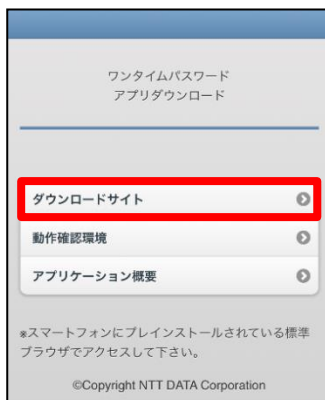 ワンタイムパスワード
アプリダウンロード
ダウンロードサイト
動作確認環境
アプリケーション概要
※スマートフォンにプレインストールされている標準
ブラウザでアクセスして下さい。
©Copyright NTT DATA Corporation